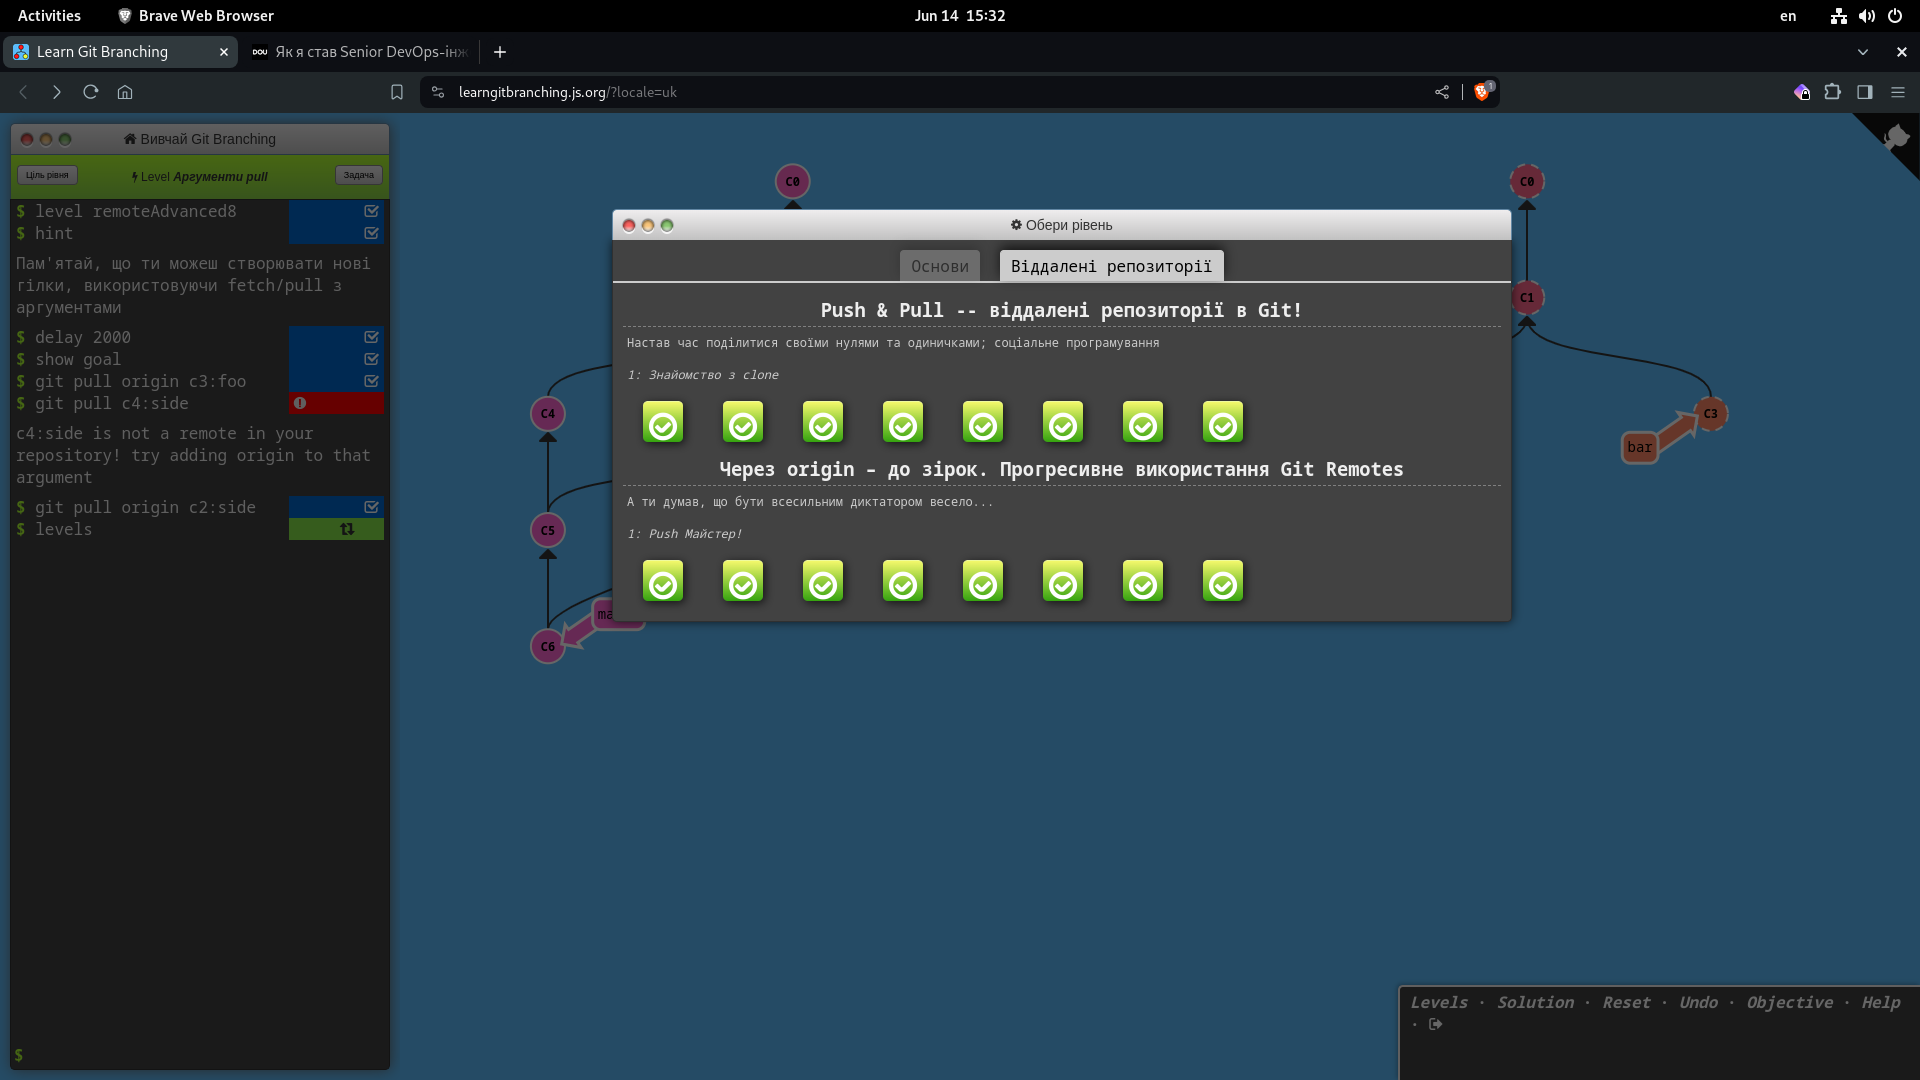 Activities
Brave Web Browser
Jun 14 15:32
en
Learn Git Branching
DOU
Як я став Senior DevOps-інж
learngitbranching.js.org/?locale=uk
1
Вивчай Git Branching
Ціль рівня
Level Аргументи pull
Задача
$ level remoteAdvanced8
$ hint
Пам'ятай, що ти можеш створювати нові
гілки, використовуючи fetch/pull з
аргументами
$ delay 2000
$ show goal
$ git pull origin c3:foo
$ git pull c4:side
c4:side is not a remote in your
repository! try adding origin to that
argument
$ git pull origin c2:side
$ levels
$
C0
C4
C5
C6
ma
C0
C1
C3
bar
Обери рівень
Основи
Віддалені репозиторії
Push & Pull -- віддалені репозиторії в Git!
Настав час поділитися своїми нулями та одиничками; соціальне програмування
1: Знайомство з clone
Через origin – до зірок. Прогресивне використання Git Remotes
А ти думав, що бути всесильним диктатором весело...
1: Push Майстер!
Levels · Solution · Reset · Undo · Objective · Help
·